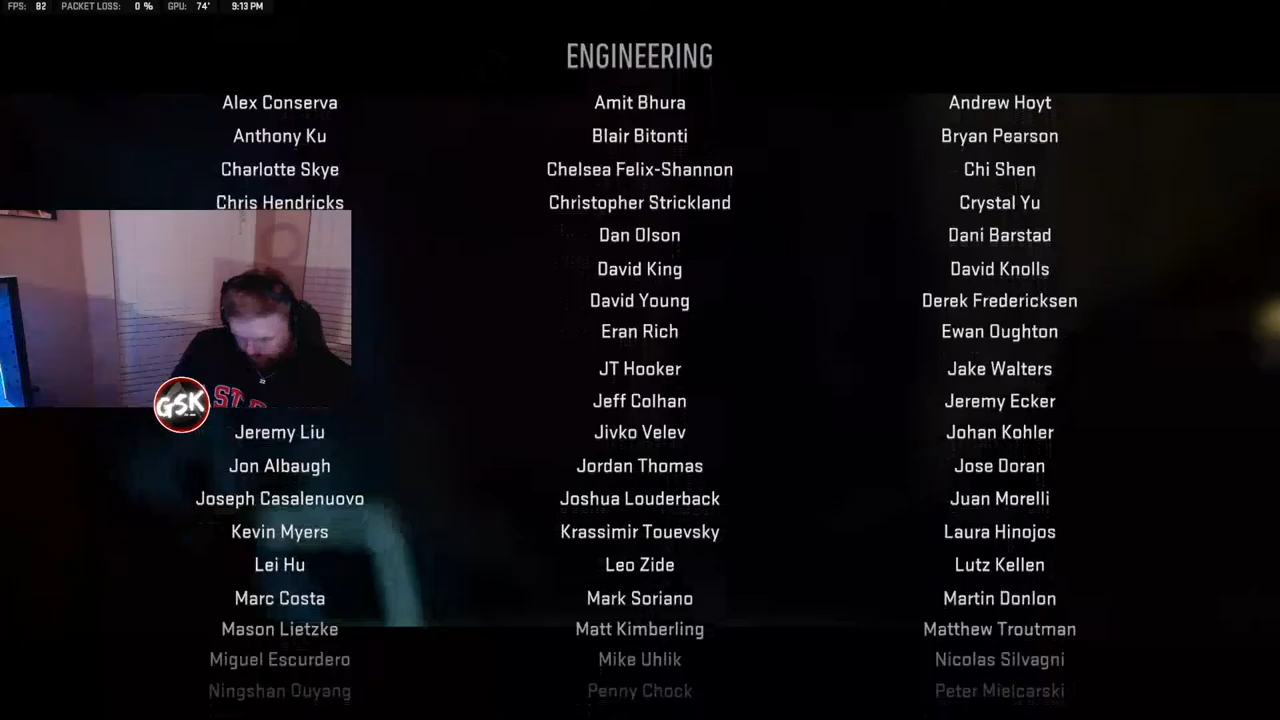 FPS: 82 PACKET LOSS: 0 % GPU: 74° 9:13 PM
ENGINEERING
Alex Conserva Amit Bhura Andrew Hoyt
Anthony Ku Blair Bitonti Bryan Pearson
Charlotte Skye Chelsea Felix-Shannon Chi Shen
Chris Hendricks Christopher Strickland Crystal Yu
Dan Olson Dani Barstad
David King David Knolls
David Young Derek Fredericksen
Eran Rich Ewan Oughton
JT Hooker Jake Walters
GSK Jeff Colhan Jeremy Ecker
Jeremy Liu Jivko Velev Johan Kohler
Jon Albaugh Jordan Thomas Jose Doran
Joseph Casalenuovo Joshua Louderback Juan Morelli
Kevin Myers Krassimir Touevsky Laura Hinojos
Lei Hu Leo Zide Lutz Kellen
Marc Costa Mark Soriano Martin Donlon
Mason Lietzke Matt Kimberling Matthew Troutman
Miguel Escurdero Mike Uhlik Nicolas Silvagni
Ningshan Ouyang Penny Chock Peter Mielcarski